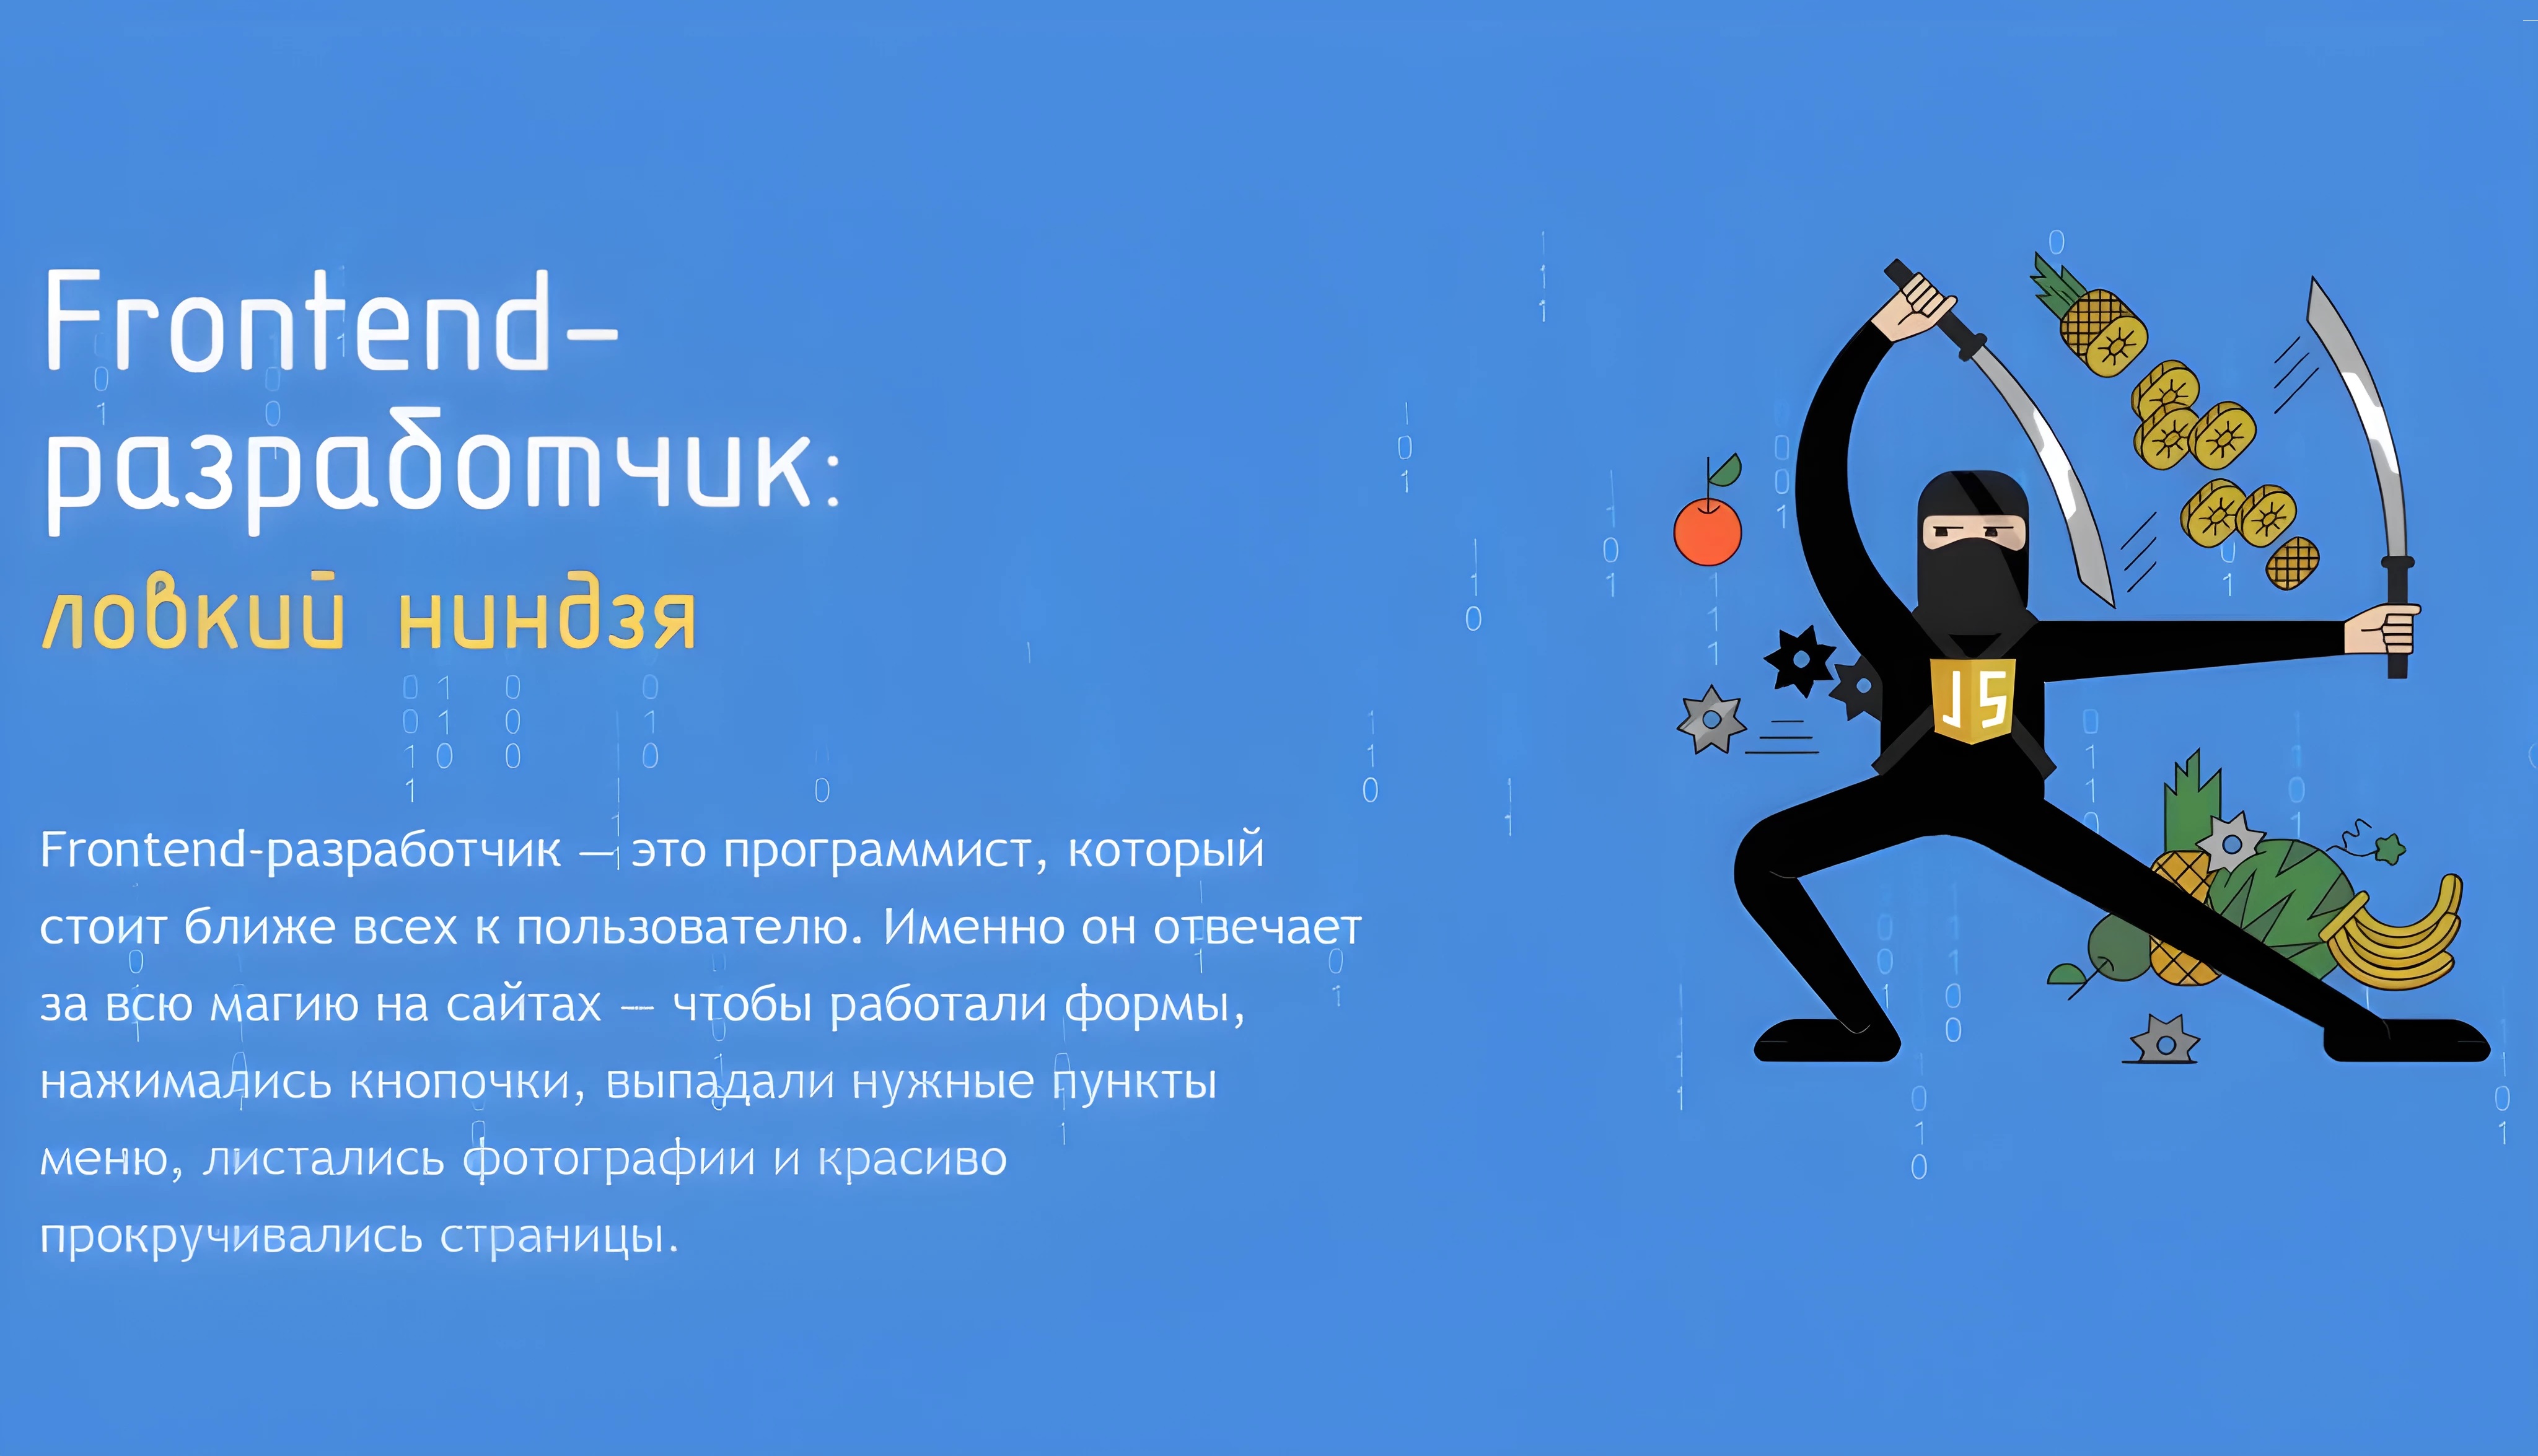 Frontend-
разработчик:
ловкий ниндзя
Frontend-разработчик — это программист, который
стоит ближе всех к пользователю. Именно он отвечает
за всю магию на сайтах — чтобы работали формы,
нажимались кнопочки, выпадали нужные пункты
меню, листались фотографии и красиво
прокручивались страницы.
JS